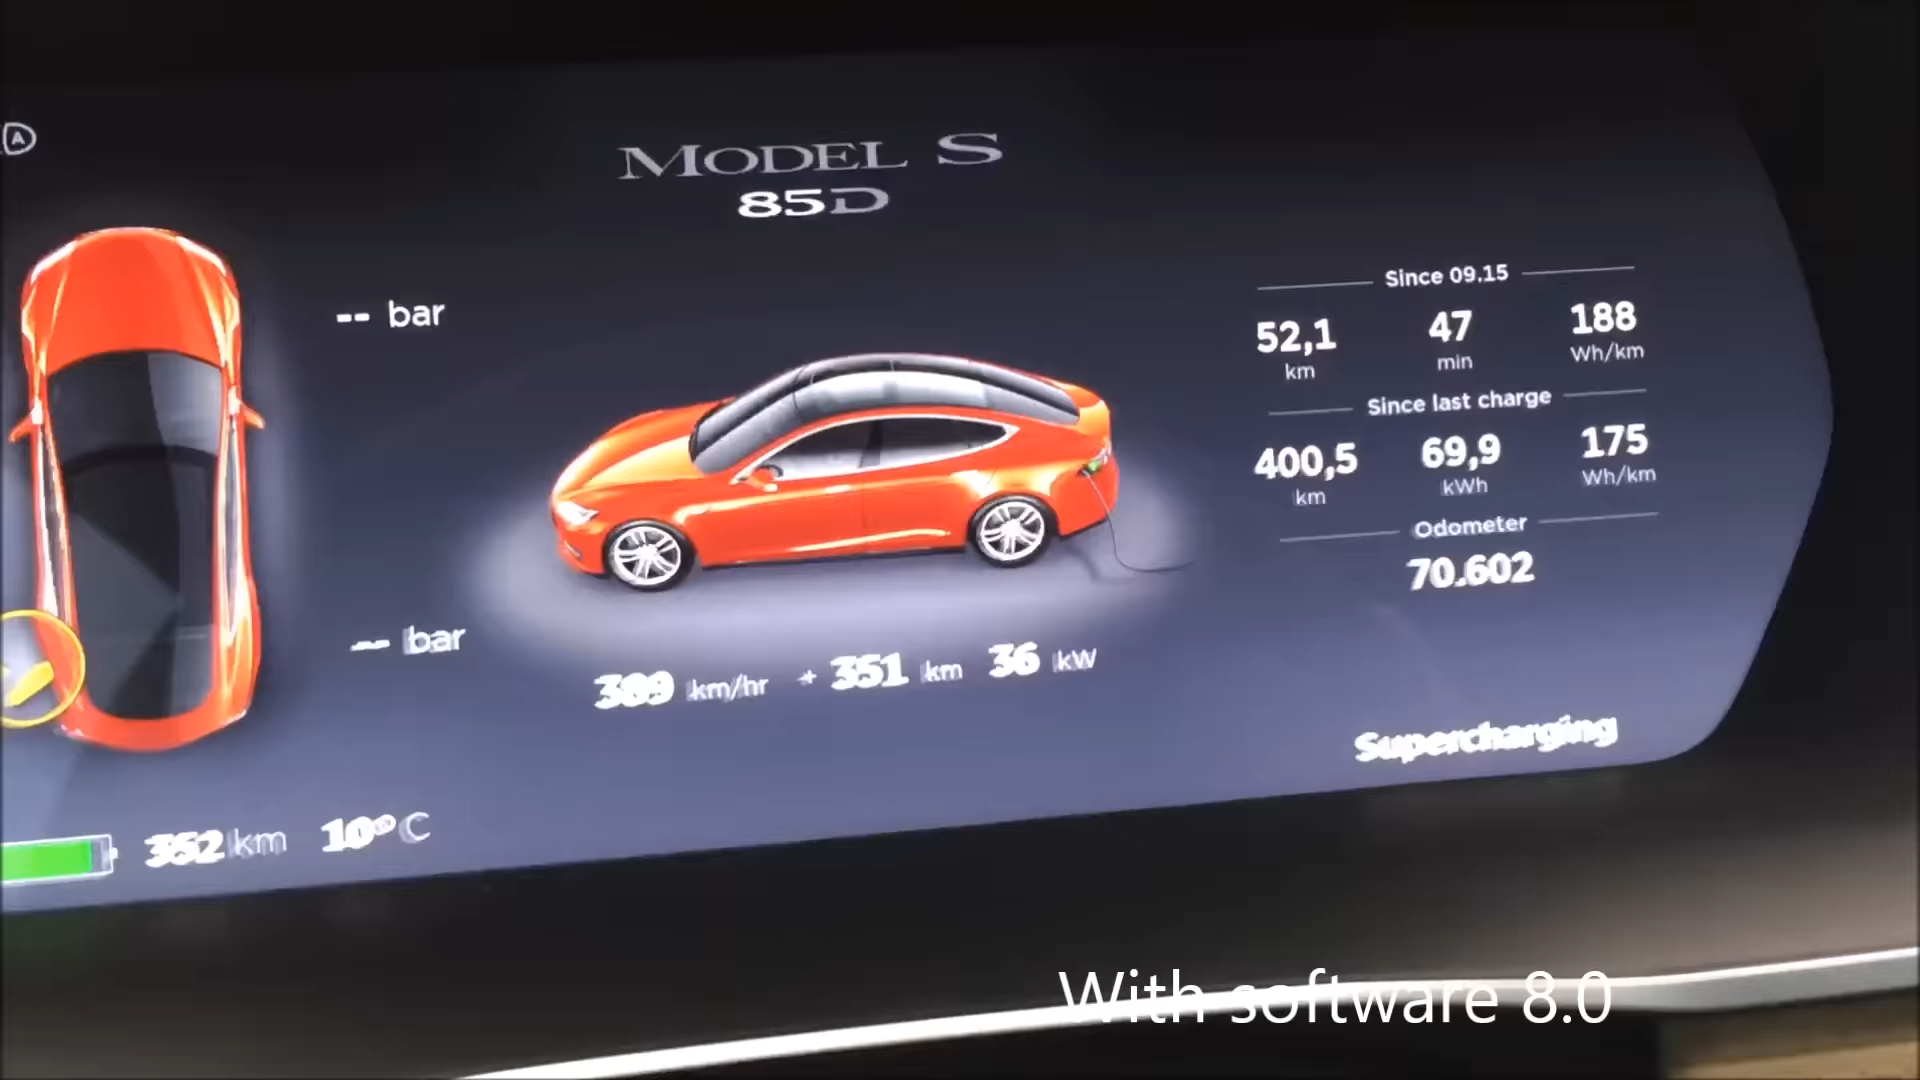 A
MODEL S
85D
-- bar
-- bar
Since 09.15
52,1 47 188
km min Wh/km
Since last charge
400,5 69,9 175
km kWh Wh/km
Odometer
70.602
km/hr + 351 km 36 kW
Supercharging
352 km 10° C
With software 8.0